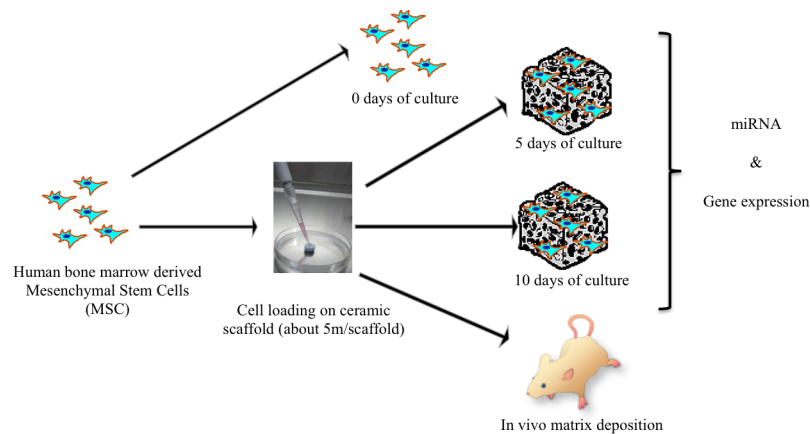 0 days of culture
5 days of culture
miRNA
&
Gene expression
Human bone marrow derived
Mesenchymal Stem Cells
(MSC)
10 days of culture
Cell loading on ceramic
scaffold (about 5m/scaffold)
In vivo matrix deposition